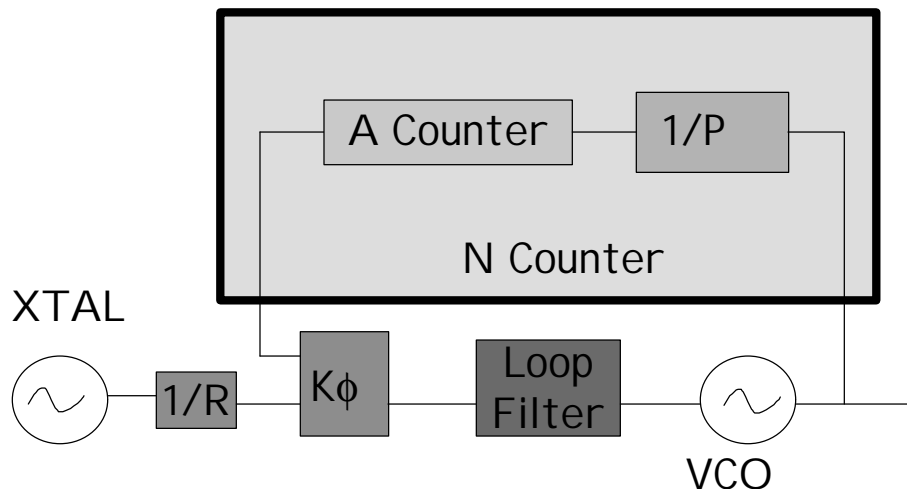 A Counter
1/P
N Counter
XTAL
1/R
Kϕ
Loop
Filter
VCO